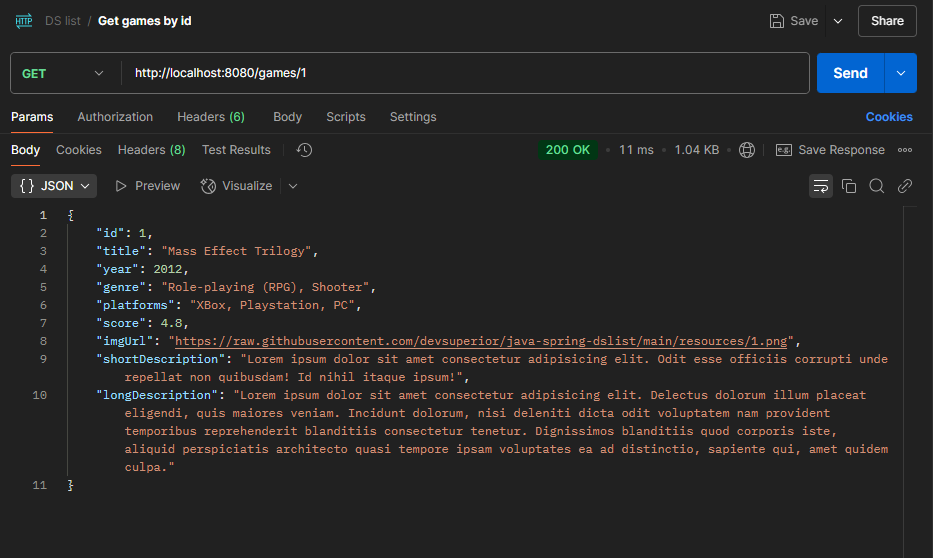 HTTP DS list / Get games by id Save Share
GET http://localhost:8080/games/1 Send
Params Authorization Headers (6) Body Scripts Settings Cookies
Body Cookies Headers (8) Test Results 200 OK • 11 ms • 1.04 KB e.g. Save Response
{} JSON Preview Visualize
1 {
2 "id": 1,
3 "title": "Mass Effect Trilogy",
4 "year": 2012,
5 "genre": "Role-playing (RPG), Shooter",
6 "platforms": "XBox, Playstation, PC",
7 "score": 4.8,
8 "imgUrl": "https://raw.githubusercontent.com/devsuperior/java-spring-dslist/main/resources/1.png",
9 "shortDescription": "Lorem ipsum dolor sit amet consectetur adipisicing elit. Odit esse officiis corrupti unde
repellat non quibusdam! Id nihil itaque ipsum!",
10 "longDescription": "Lorem ipsum dolor sit amet consectetur adipisicing elit. Delectus dolorum illum placeat
eligendi, quis maiores veniam. Incidunt dolorum, nisi deleniti dicta odit voluptatem nam provident
temporibus reprehenderit blanditiis consectetur tenetur. Dignissimos blanditiis quod corporis iste,
aliquid perspiciatis architecto quasi tempore ipsam voluptates ea ad distinctio, sapiente qui, amet quidem
culpa."
11 }